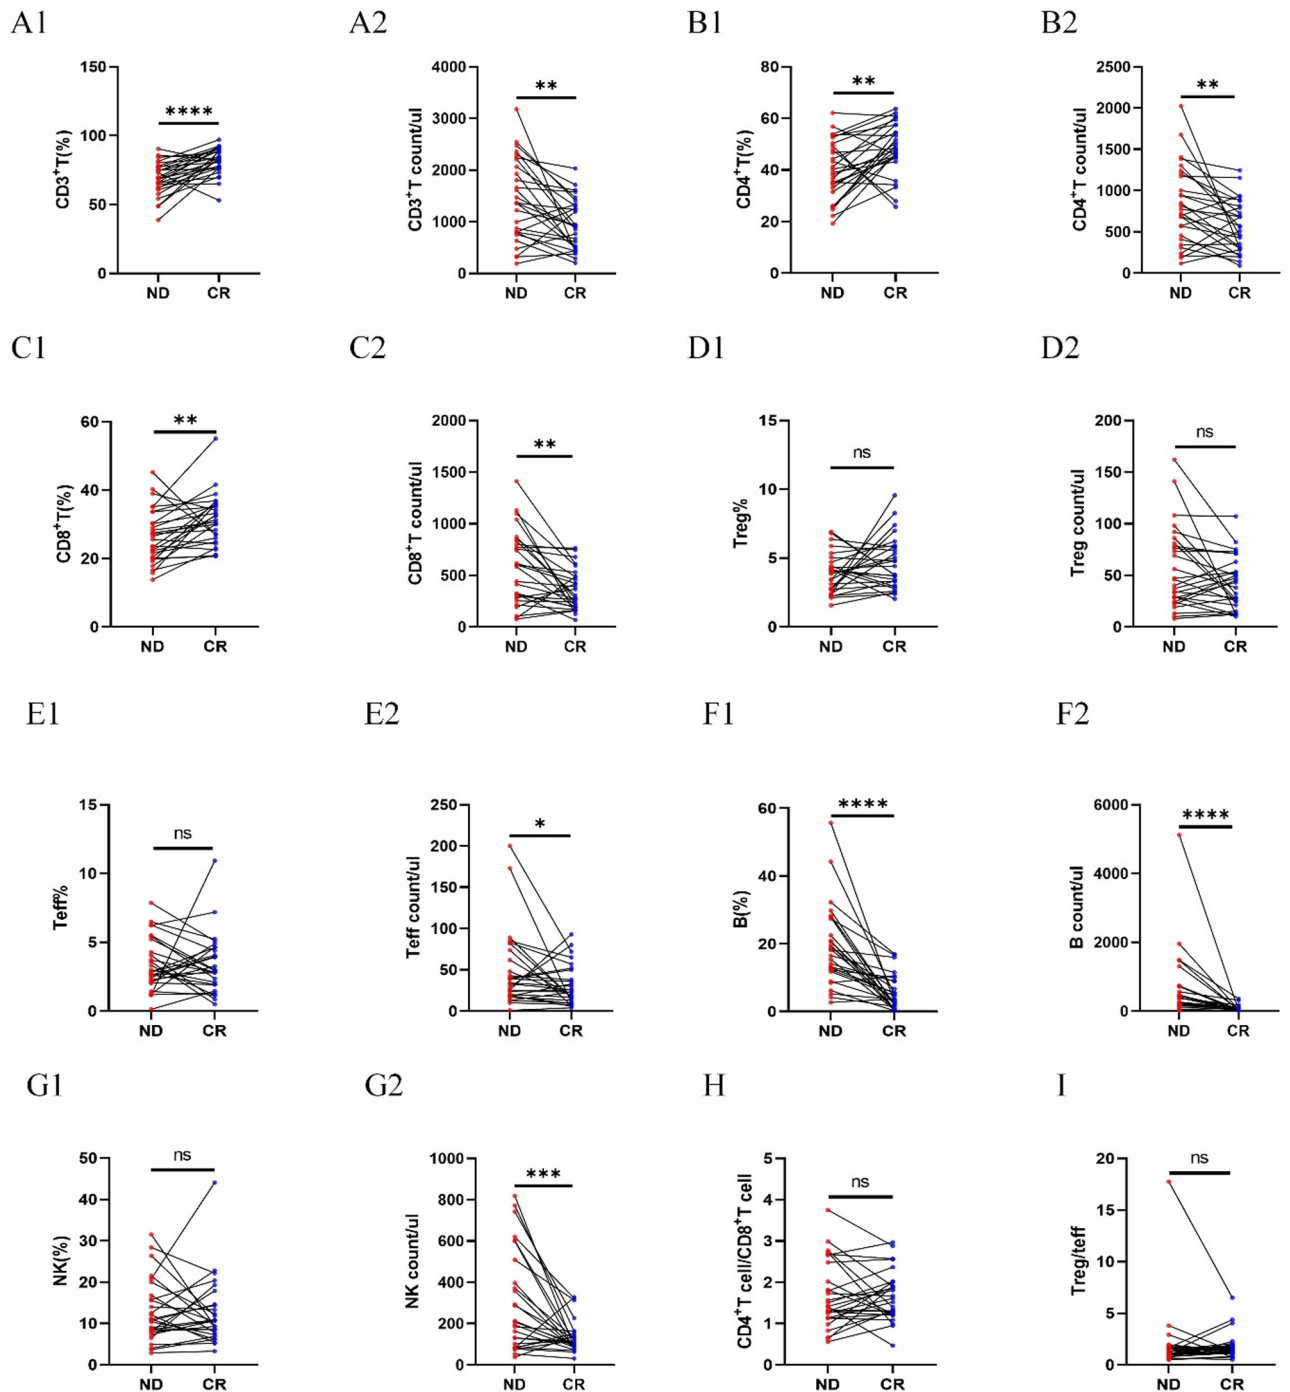 A1 A2 B1 B2
CD3⁺T(%) 150 100 50 0 **** ND CR
CD3⁺T count/ul 4000 3000 2000 1000 0 ** ND CR
CD4⁺T(%) 80 60 40 20 0 ** ND CR
CD4⁺T count/ul 2500 2000 1500 1000 500 0 ** ND CR
C1 C2 D1 D2
CD8⁺T(%) 60 40 20 0 ** ND CR
CD8⁺T count/ul 2000 1500 1000 500 0 ** ND CR
Treg% 15 10 5 0 ns ND CR
Treg count/ul 200 150 100 50 0 ns ND CR
E1 E2 F1 F2
Teff% 15 10 5 0 ns ND CR
Teff count/ul 250 200 150 100 50 0 * ND CR
B(%) 60 40 20 0 **** ND CR
B count/ul 6000 4000 2000 0 **** ND CR
G1 G2 H I
NK(%) 50 40 30 20 10 0 ns ND CR
NK count/ul 1000 800 600 400 200 0 *** ND CR
CD4⁺T cell/CD8⁺T cell 5 4 3 2 1 0 ns ND CR
Treg/teff 20 15 10 5 0 ns ND CR